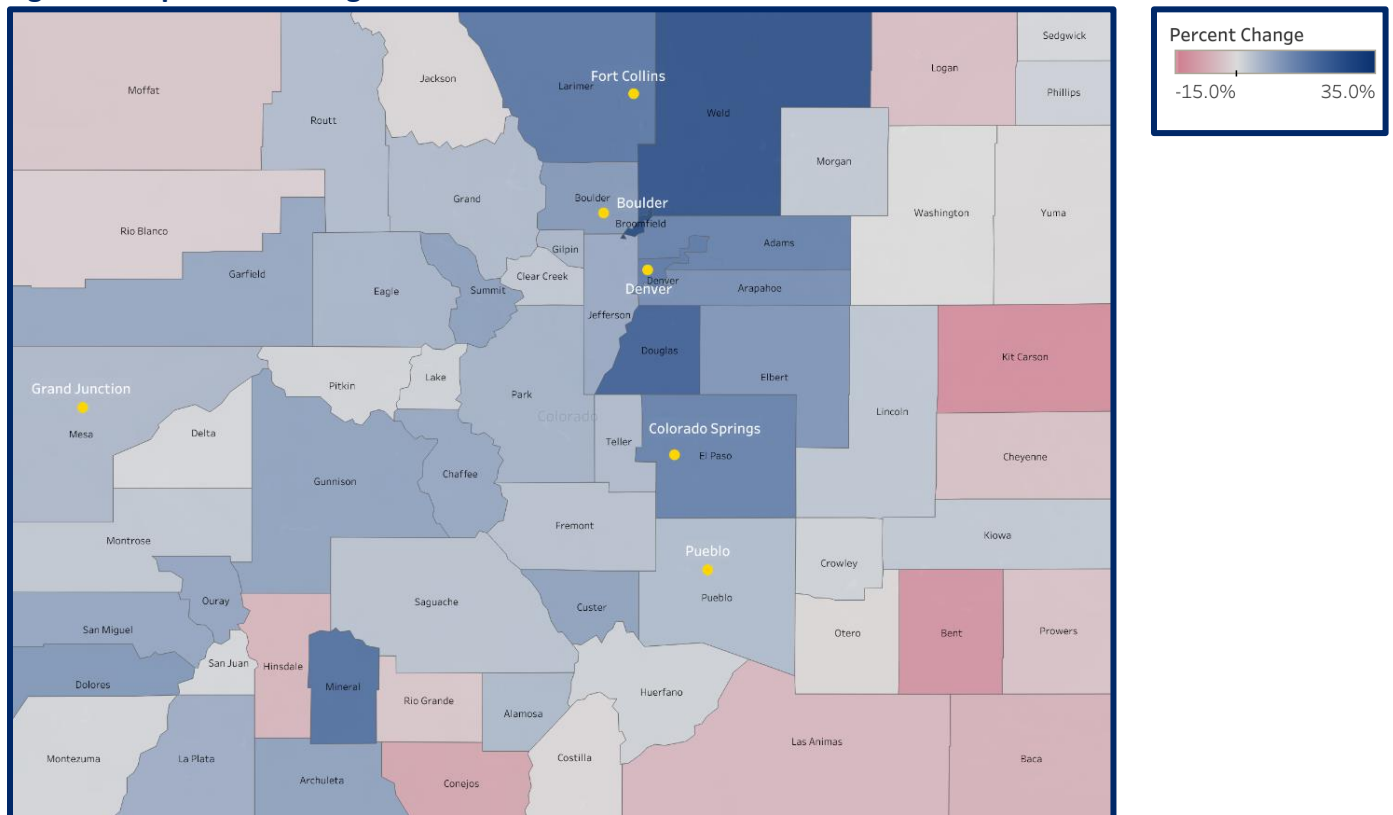 Percent Change
-15.0%
35.0%
Moffat
Routt
Jackson
Larimer
Fort Collins
Weld
Logan
Sedgwick
Phillips
Morgan
Washington
Yuma
Rio Blanco
Grand
Boulder
Boulder
Broomfield
Gilpin
Clear Creek
Adams
Denver
Denver
Arapahoe
Garfield
Eagle
Summit
Jefferson
Douglas
Elbert
Lincoln
Kit Carson
Grand Junction
Mesa
Pitkin
Lake
Park
Colorado
Delta
Teller
Colorado Springs
El Paso
Cheyenne
Gunnison
Chaffee
Fremont
Montrose
Kiowa
Pueblo
Pueblo
Crowley
Ouray
Saguache
Custer
San Miguel
Otero
Bent
Prowers
San Juan
Hinsdale
Dolores
Mineral
Rio Grande
Alamosa
Huerfano
Las Animas
Montezuma
La Plata
Archuleta
Conejos
Costilla
Baca